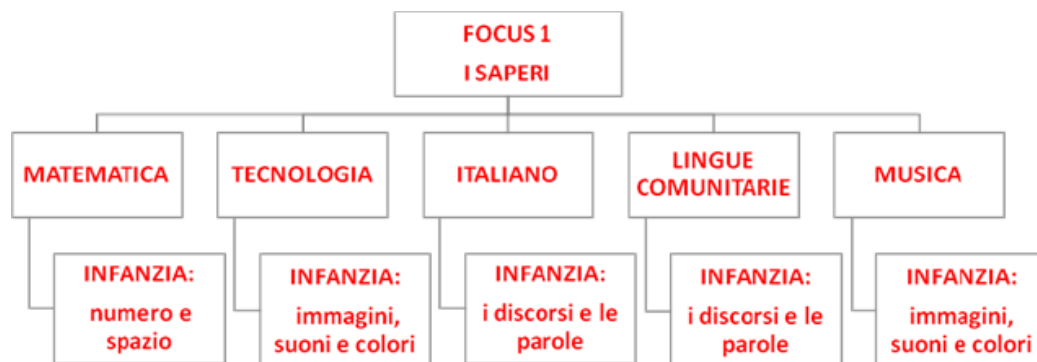 FOCUS 1
I SAPERI
MATEMATICA
TECNOLOGIA
ITALIANO
LINGUE
COMUNITARIE
MUSICA
INFANZIA:
numero e
spazio
INFANZIA:
immagini,
suoni e colori
INFANZIA:
i discorsi e le
parole
INFANZIA:
i discorsi e le
parole
INFANZIA:
immagini,
suoni e colori